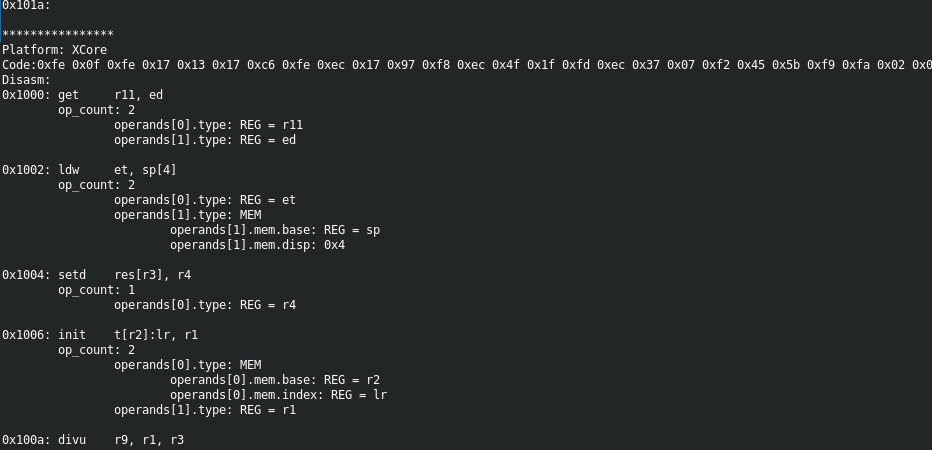 0x101a:
****************
Platform: XCore
Code:0xfe 0x0f 0xfe 0x17 0x13 0x17 0xc6 0xfe 0xec 0x17 0x97 0xf8 0xec 0x4f 0x1f 0xfd 0xec 0x37 0x07 0xf2 0x45 0x5b 0xf9 0xfa 0x02 0x0
Disasm:
0x1000: get r11, ed
op_count: 2
operands[0].type: REG = r11
operands[1].type: REG = ed
0x1002: ldw et, sp[4]
op_count: 2
operands[0].type: REG = et
operands[1].type: MEM
operands[1].mem.base: REG = sp
operands[1].mem.disp: 0x4
0x1004: setd res[r3], r4
op_count: 1
operands[0].type: REG = r4
0x1006: init t[r2]:lr, r1
op_count: 2
operands[0].type: MEM
operands[0].mem.base: REG = r2
operands[0].mem.index: REG = lr
operands[1].type: REG = r1
0x100a: divu r9, r1, r3